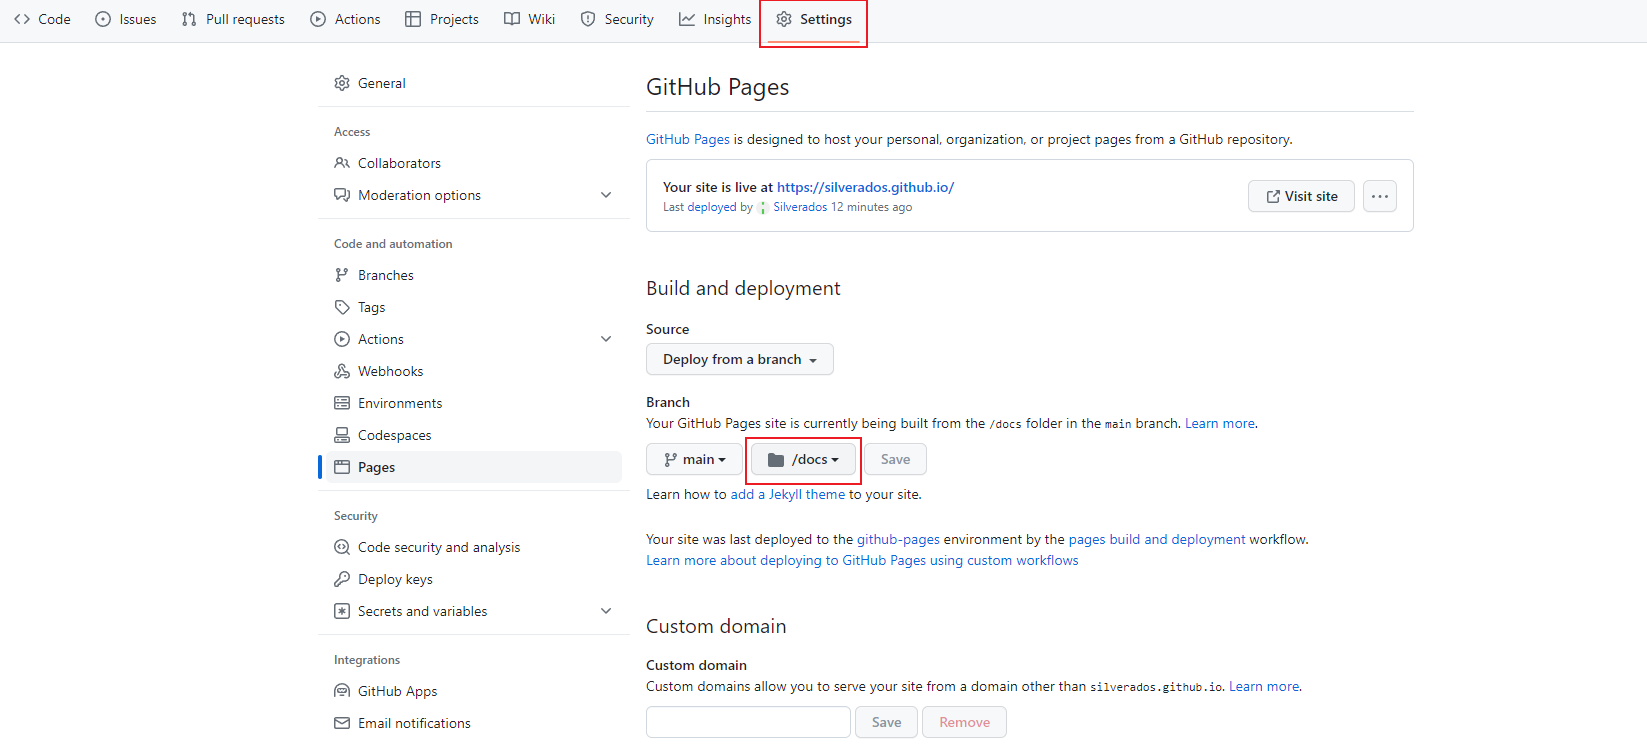 Code Issues Pull requests Actions Projects Wiki Security Insights Settings
General
Access
Collaborators
Moderation options
Code and automation
Branches
Tags
Actions
Webhooks
Environments
Codespaces
Pages
Security
Code security and analysis
Deploy keys
Secrets and variables
Integrations
GitHub Apps
Email notifications
GitHub Pages
GitHub Pages is designed to host your personal, organization, or project pages from a GitHub repository.
Your site is live at https://silverados.github.io/
Last deployed by Silverados 12 minutes ago
Visit site ...
Build and deployment
Source
Deploy from a branch
Branch
Your GitHub Pages site is currently being built from the /docs folder in the main branch. Learn more.
main /docs Save
Learn how to add a Jekyll theme to your site.
Your site was last deployed to the github-pages environment by the pages build and deployment workflow.
Learn more about deploying to GitHub Pages using custom workflows
Custom domain
Custom domain
Custom domains allow you to serve your site from a domain other than silverados.github.io. Learn more.
Save Remove